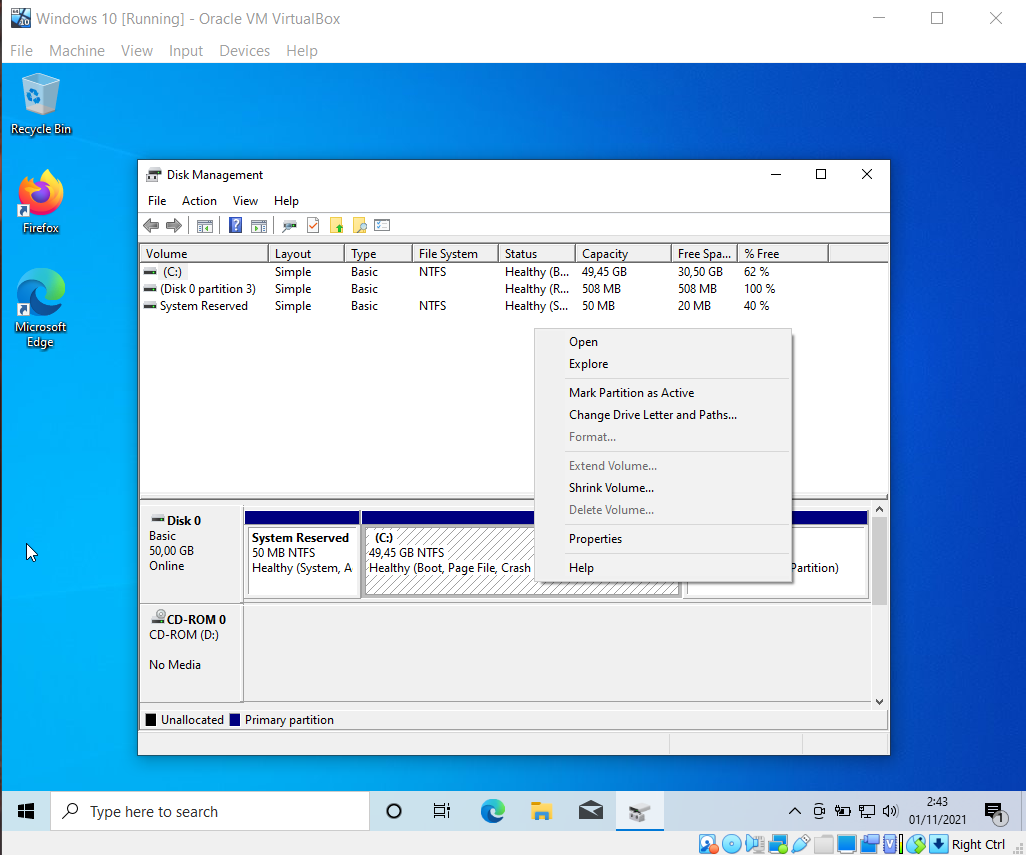 Windows 10 [Running] - Oracle VM VirtualBox
File Machine View Input Devices Help
Recycle Bin
Firefox
Microsoft
Edge
Disk Management
File Action View Help
Volume Layout Type File System Status Capacity Free Spa... % Free
(C:) Simple Basic NTFS Healthy (B... 49,45 GB 30,50 GB 62 %
(Disk 0 partition 3) Simple Basic Healthy (R... 508 MB 508 MB 100 %
System Reserved Simple Basic NTFS Healthy (S... 50 MB 20 MB 40 %
Open
Explore
Mark Partition as Active
Change Drive Letter and Paths...
Format...
Extend Volume...
Shrink Volume...
Delete Volume...
Properties
Help
Disk 0
Basic
50,00 GB
Online
System Reserved
50 MB NTFS
Healthy (System, A
(C:)
49,45 GB NTFS
Healthy (Boot, Page File, Crash
Partition)
CD-ROM 0
CD-ROM (D:)
No Media
Unallocated Primary partition
Type here to search
2:43
01/11/2021
1
Right Ctrl